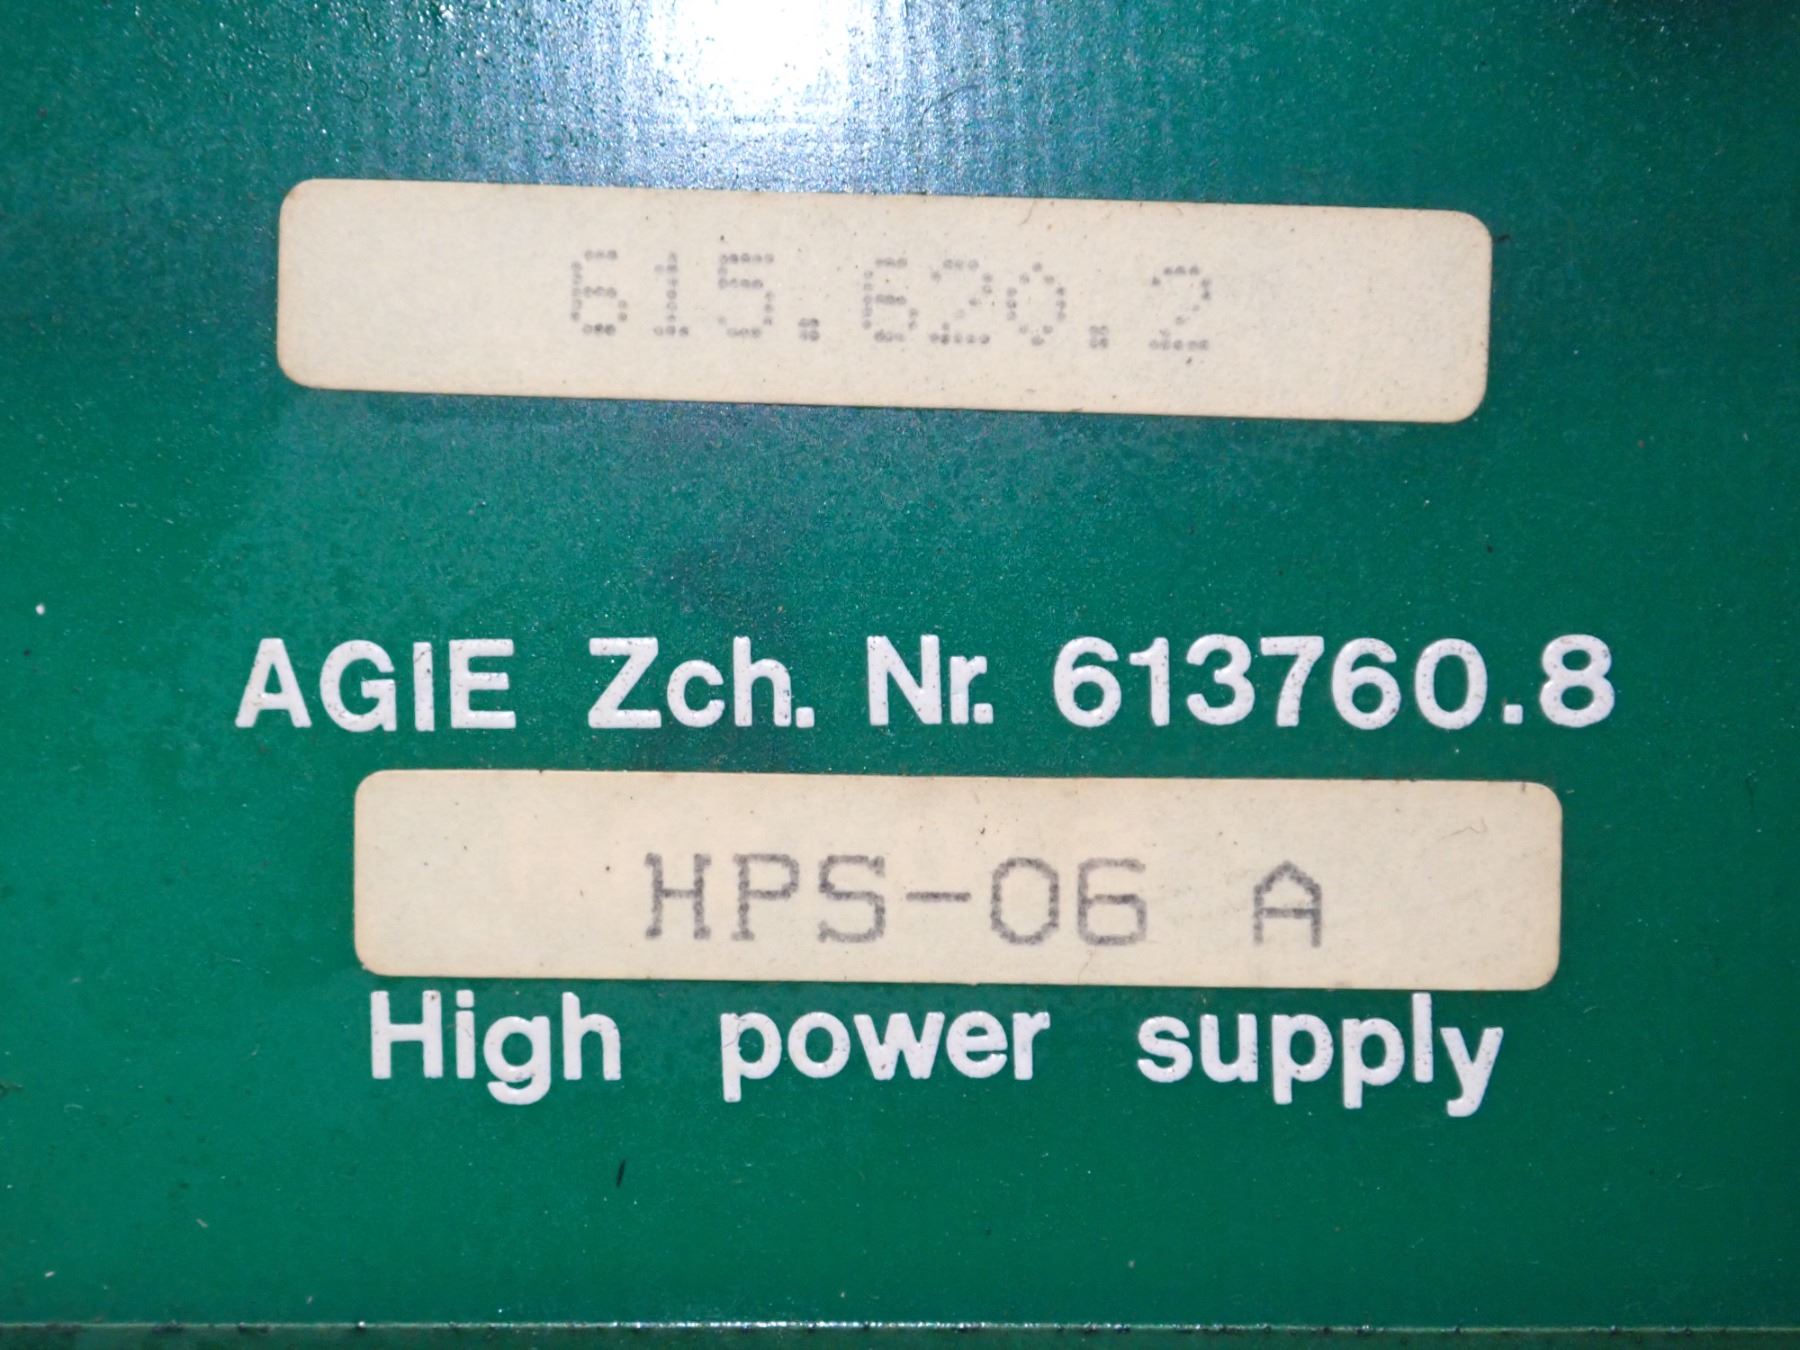 615.620.2
AGIE Zch. Nr. 613760.8
HPS-06 A
High power supply